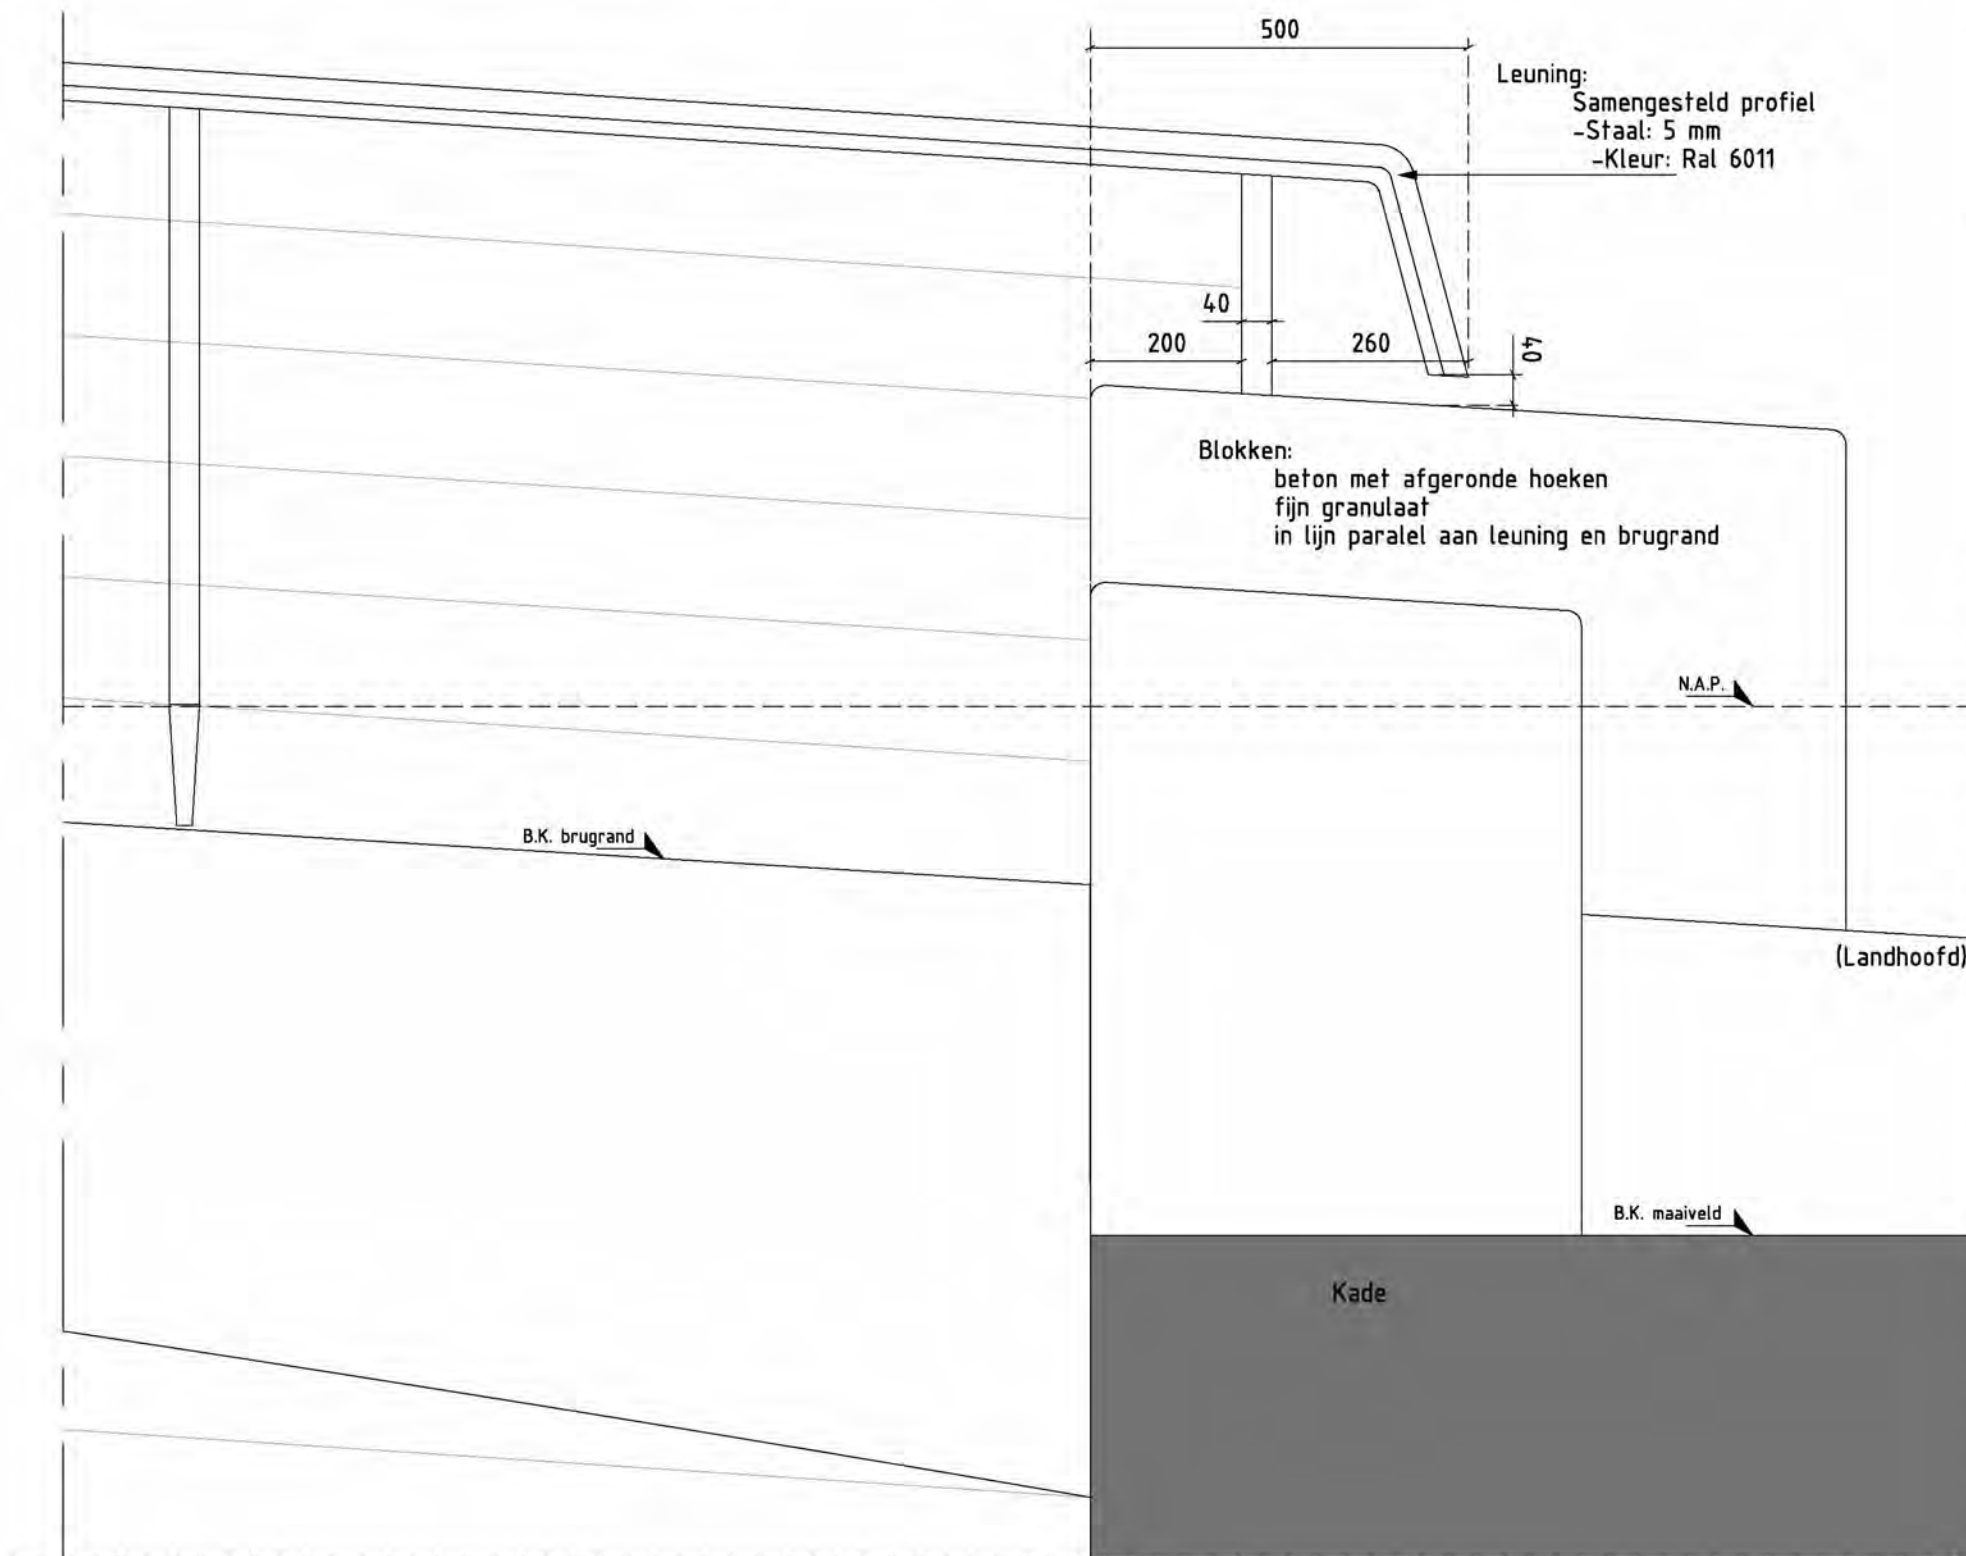 500
Leuning:
Samengesteld profiel
-Staal: 5 mm
-Kleur: Ral 6011
40
200
260
40
Blokken:
beton met afgeronde hoeken
fijn granulaat
in lijn paralel aan leuning en brugrand
N.A.P.
B.K. brugrand
(Landhoofd)
B.K. maaiveld
Kade